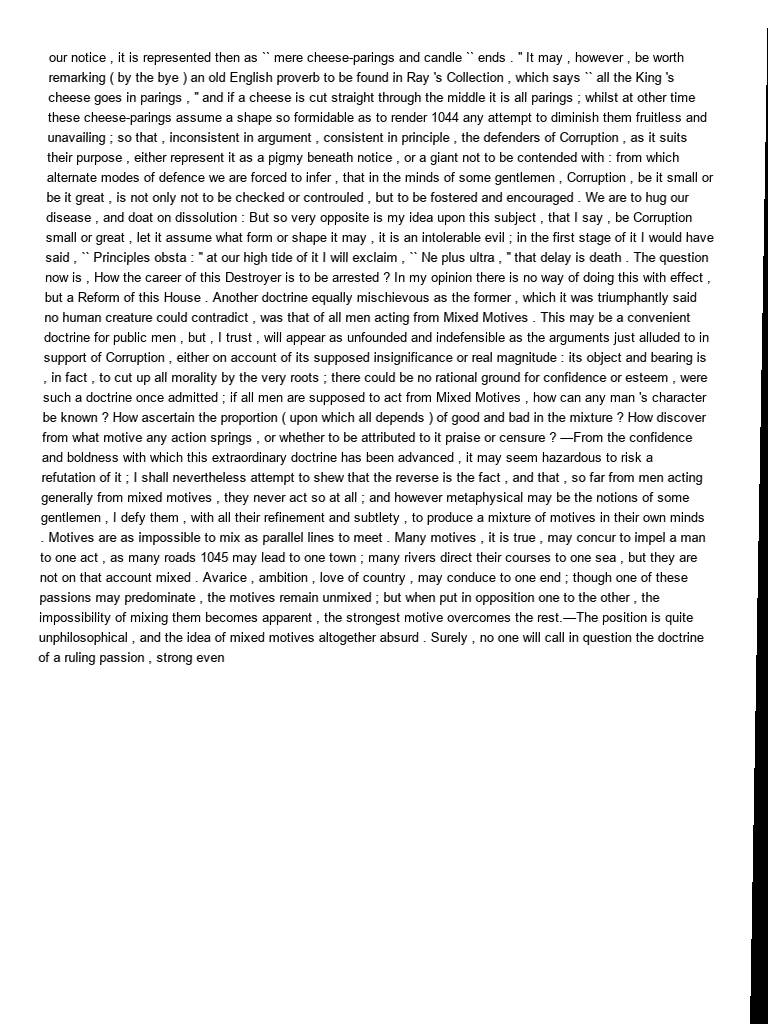 our notice , it is represented then as `` mere cheese-parings and candle `` ends . " It may , however , be worth
remarking ( by the bye ) an old English proverb to be found in Ray 's Collection , which says `` all the King 's
cheese goes in parings , " and if a cheese is cut straight through the middle it is all parings ; whilst at other time
these cheese-parings assume a shape so formidable as to render 1044 any attempt to diminish them fruitless and
unavailing ; so that , inconsistent in argument , consistent in principle , the defenders of Corruption , as it suits
their purpose , either represent it as a pigmy beneath notice , or a giant not to be contended with : from which
alternate modes of defence we are forced to infer , that in the minds of some gentlemen , Corruption , be it small or
be it great , is not only not to be checked or controuled , but to be fostered and encouraged . We are to hug our
disease , and doat on dissolution : But so very opposite is my idea upon this subject , that I say , be Corruption
small or great , let it assume what form or shape it may , it is an intolerable evil ; in the first stage of it I would have
said , `` Principles obsta : " at our high tide of it I will exclaim , `` Ne plus ultra , " that delay is death . The question
now is , How the career of this Destroyer is to be arrested ? In my opinion there is no way of doing this with effect ,
but a Reform of this House . Another doctrine equally mischievous as the former , which it was triumphantly said
no human creature could contradict , was that of all men acting from Mixed Motives . This may be a convenient
doctrine for public men , but , I trust , will appear as unfounded and indefensible as the arguments just alluded to in
support of Corruption , either on account of its supposed insignificance or real magnitude : its object and bearing is
, in fact , to cut up all morality by the very roots ; there could be no rational ground for confidence or esteem , were
such a doctrine once admitted ; if all men are supposed to act from Mixed Motives , how can any man 's character
be known ? How ascertain the proportion ( upon which all depends ) of good and bad in the mixture ? How discover
from what motive any action springs , or whether to be attributed to it praise or censure ? —From the confidence
and boldness with which this extraordinary doctrine has been advanced , it may seem hazardous to risk a
refutation of it ; I shall nevertheless attempt to shew that the reverse is the fact , and that , so far from men acting
generally from mixed motives , they never act so at all ; and however metaphysical may be the notions of some
gentlemen , I defy them , with all their refinement and subtlety , to produce a mixture of motives in their own minds
. Motives are as impossible to mix as parallel lines to meet . Many motives , it is true , may concur to impel a man
to one act , as many roads 1045 may lead to one town ; many rivers direct their courses to one sea , but they are
not on that account mixed . Avarice , ambition , love of country , may conduce to one end ; though one of these
passions may predominate , the motives remain unmixed ; but when put in opposition one to the other , the
impossibility of mixing them becomes apparent , the strongest motive overcomes the rest.—The position is quite
unphilosophical , and the idea of mixed motives altogether absurd . Surely , no one will call in question the doctrine
of a ruling passion , strong even